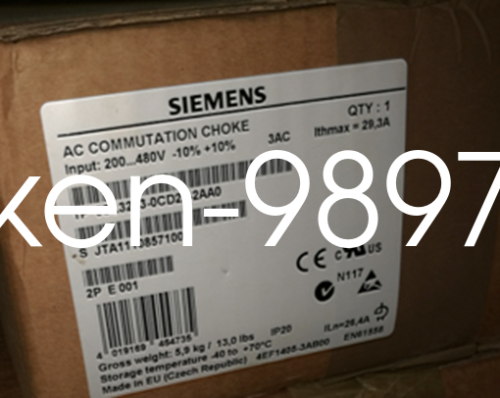 SIEMENS
AC COMMUTATION CHOKE
QTY : 1
Input: 200...480V -10% +10% 3AC
Ithmax = 29,3A
ken-9897
2P E 001
CE C US
N117
4 019169 454735
Gross weight: 5,9 kg / 13,0 lbs IP20 ILn=26,4A
Storage temperature -40 to +70°C EN61558
Made in EU (Czech Republic) 4EF1405-3AB00